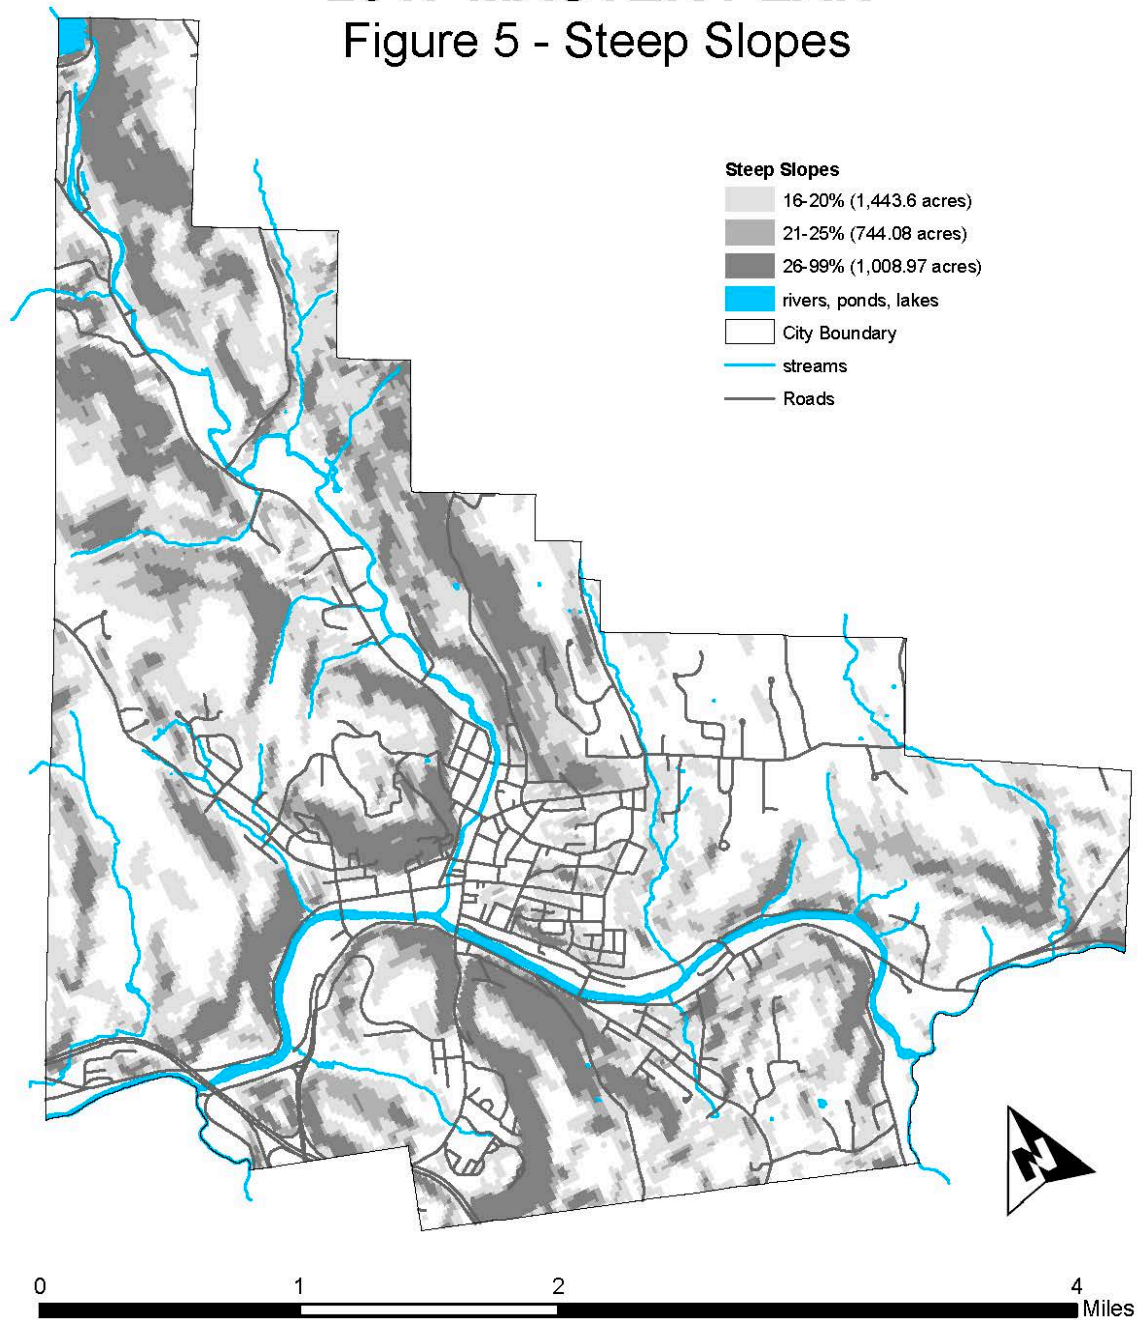 Figure 5 - Steep Slopes
Steep Slopes
16-20% (1,443.6 acres)
21-25% (744.08 acres)
26-99% (1,008.97 acres)
rivers, ponds, lakes
City Boundary
streams
Roads
N
0 1 2 4
Miles